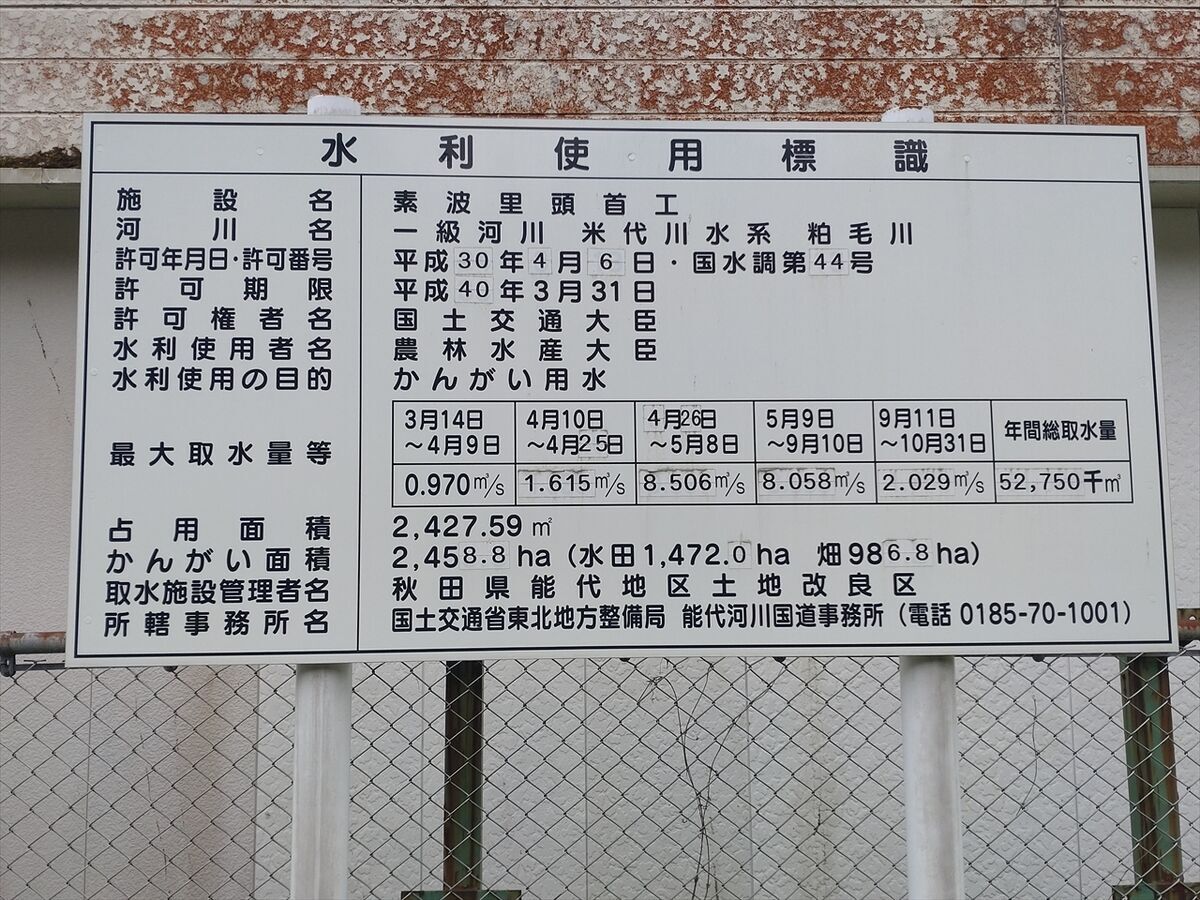 水利使用標識
施設名 素波里頭首工
河川名 一級河川 米代川水系 粕毛川
許可年月日・許可番号 平成30年4月6日・国水調第44号
許可期限 平成40年3月31日
許可権者名 国土交通大臣
水利使用者名 農林水産大臣
水利使用の目的 かんがい用水
最大取水量等
3月14日 4月10日 4月26日 5月9日 9月11日 年間総取水量
～4月9日 ～4月25日 ～5月8日 ～9月10日 ～10月31日
0.970㎥/s 1.615㎥/s 8.506㎥/s 8.058㎥/s 2.029㎥/s 52,750千㎥
占用面積 2,427.59㎡
かんがい面積 2,458.8ha（水田1,472.0ha 畑986.8ha）
取水施設管理者名 秋田県能代地区土地改良区
所轄事務所名 国土交通省東北地方整備局 能代河川国道事務所（電話 0185-70-1001）